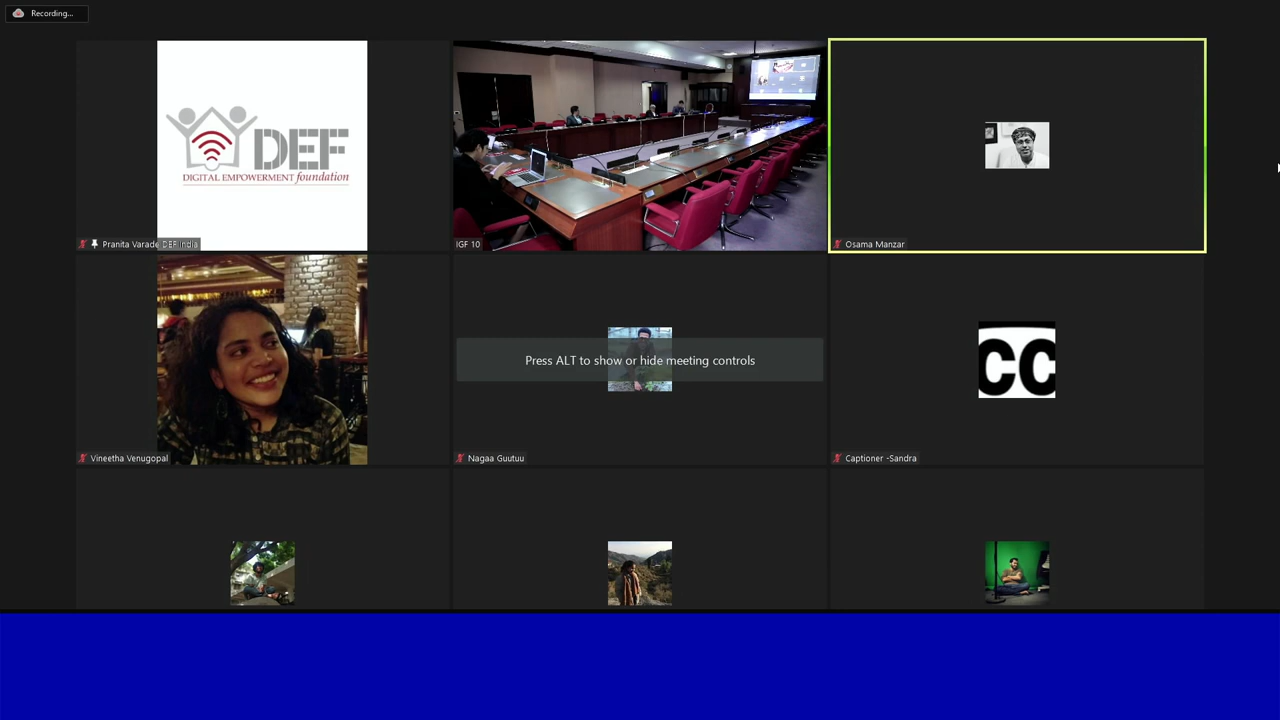 Recording...
DEF
DIGITAL EMPOWERMENT foundation
Pranita Varade DEF India
IGF 10
Osama Manzar
Press ALT to show or hide meeting controls
CC
Vineetha Venugopal
Nagaa Guutuu
Captioner -Sandra